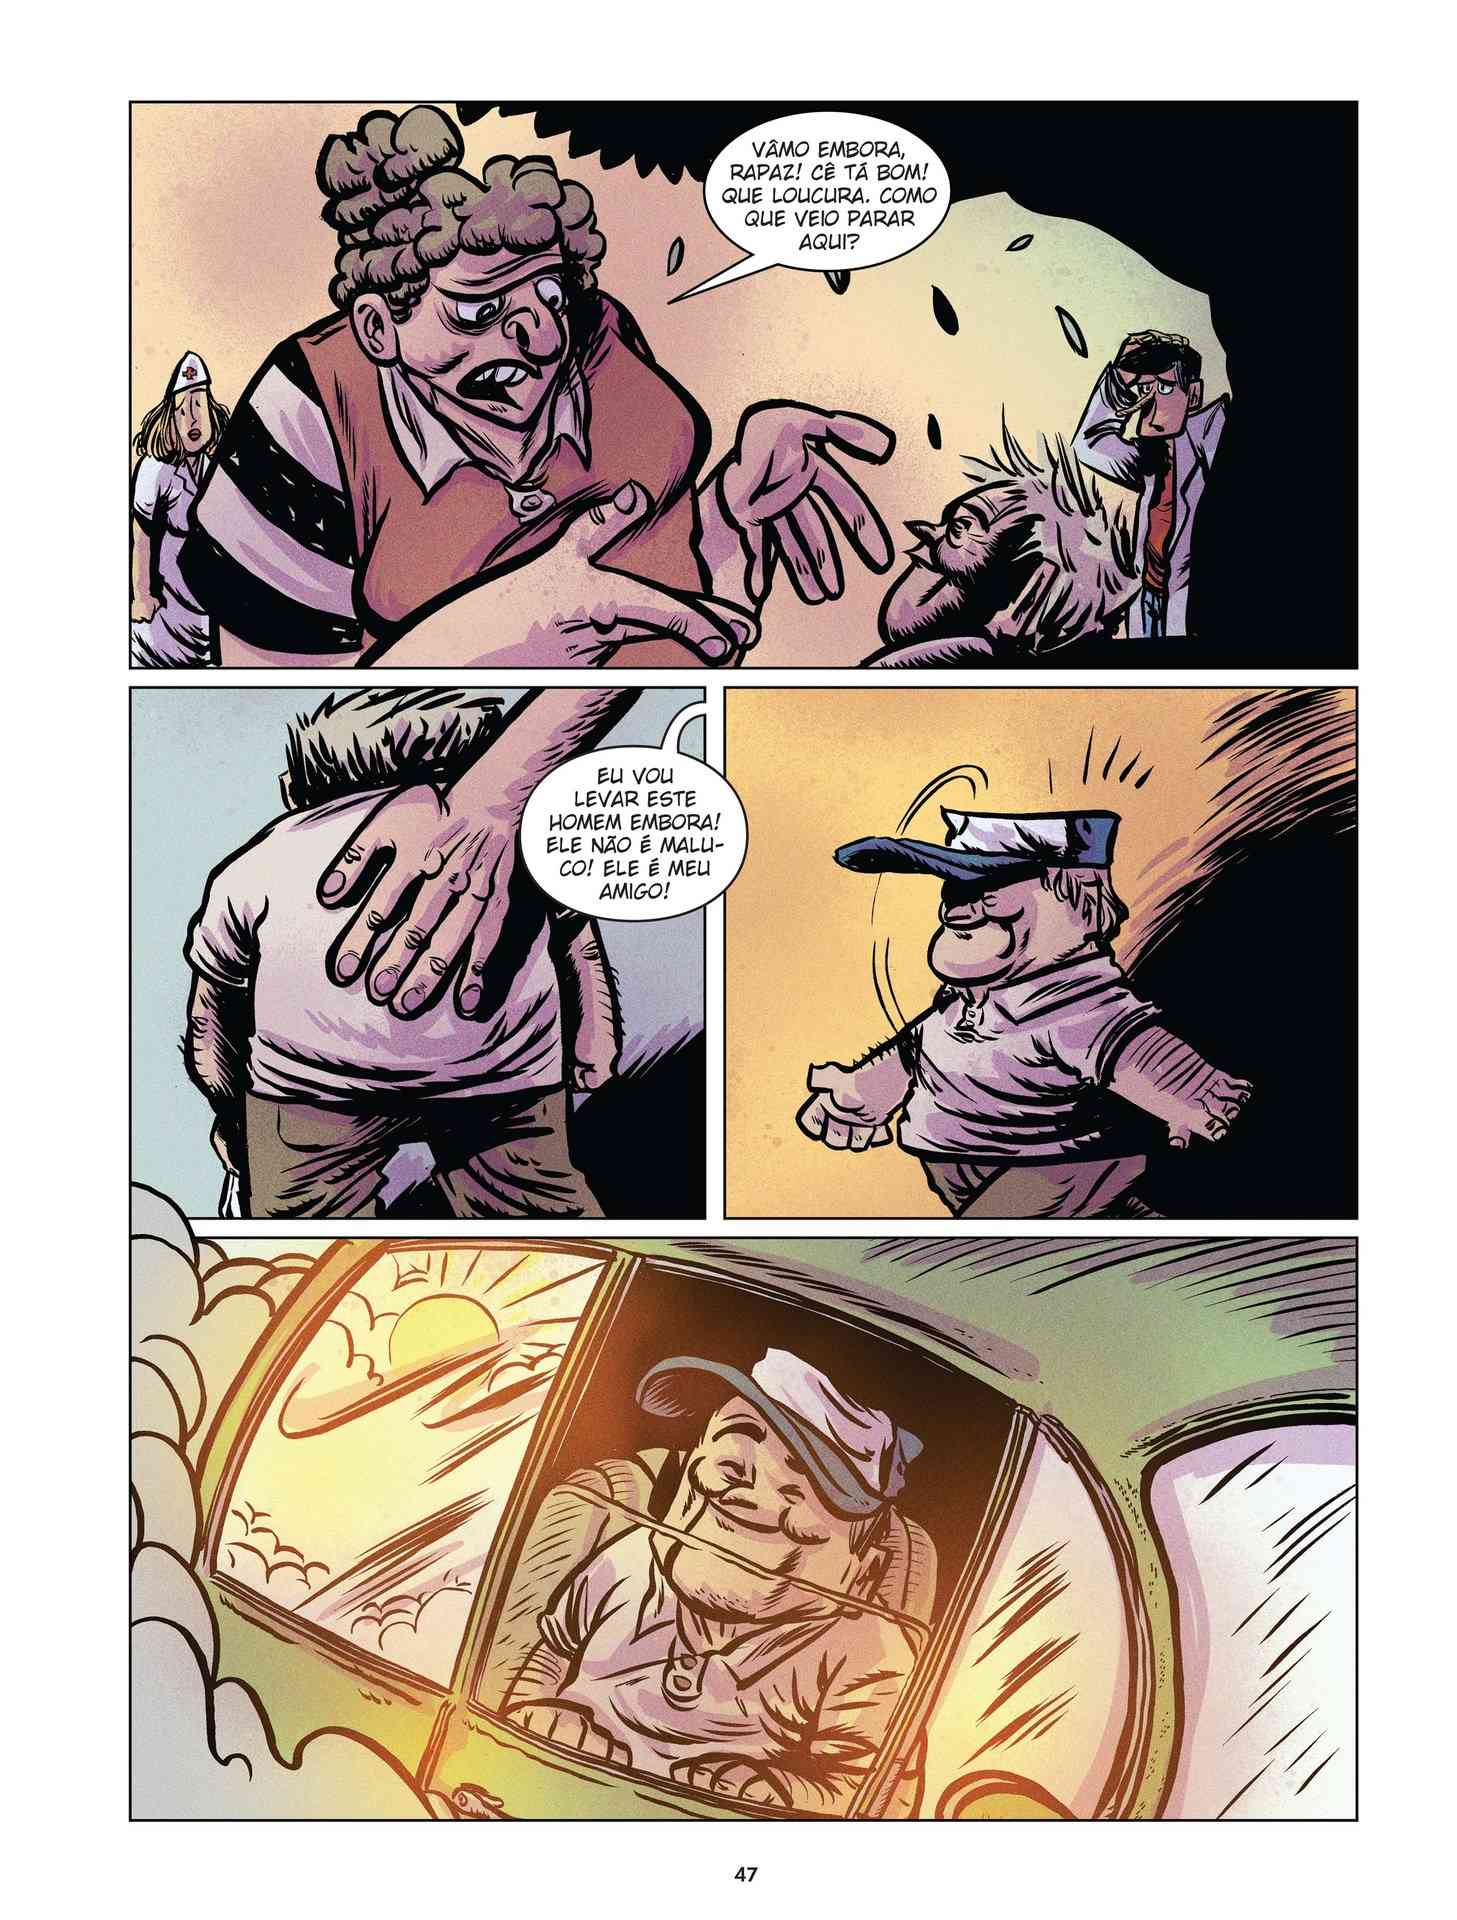 VÂMO EMBORA,
RAPAZ! CÊ TÁ BOM!
QUE LOUCURA. COMO
QUE VEIO PARAR
AQUI?
EU VOU
LEVAR ESTE
HOMEM EMBORA!
ELE NÃO É MALU-
CO! ELE É MEU
AMIGO!
47